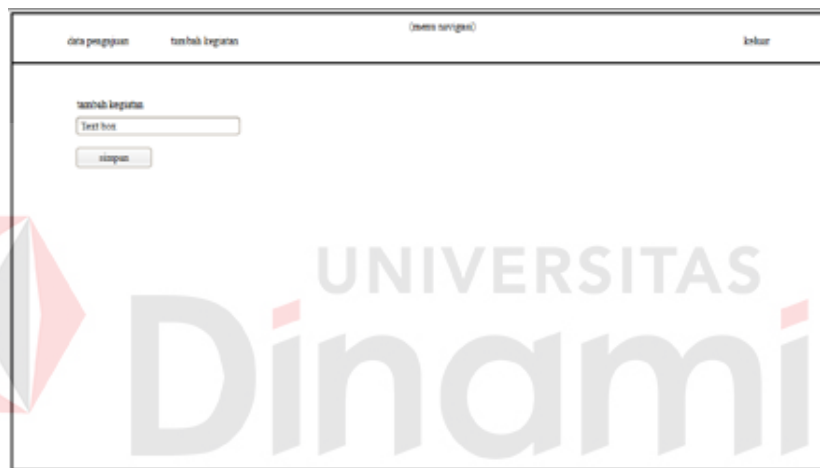 (menu navigasi)
data pengajuan tambah kegiatan keluar
tambah kegiatan
Text box
simpan
UNIVERSITAS
Dinami